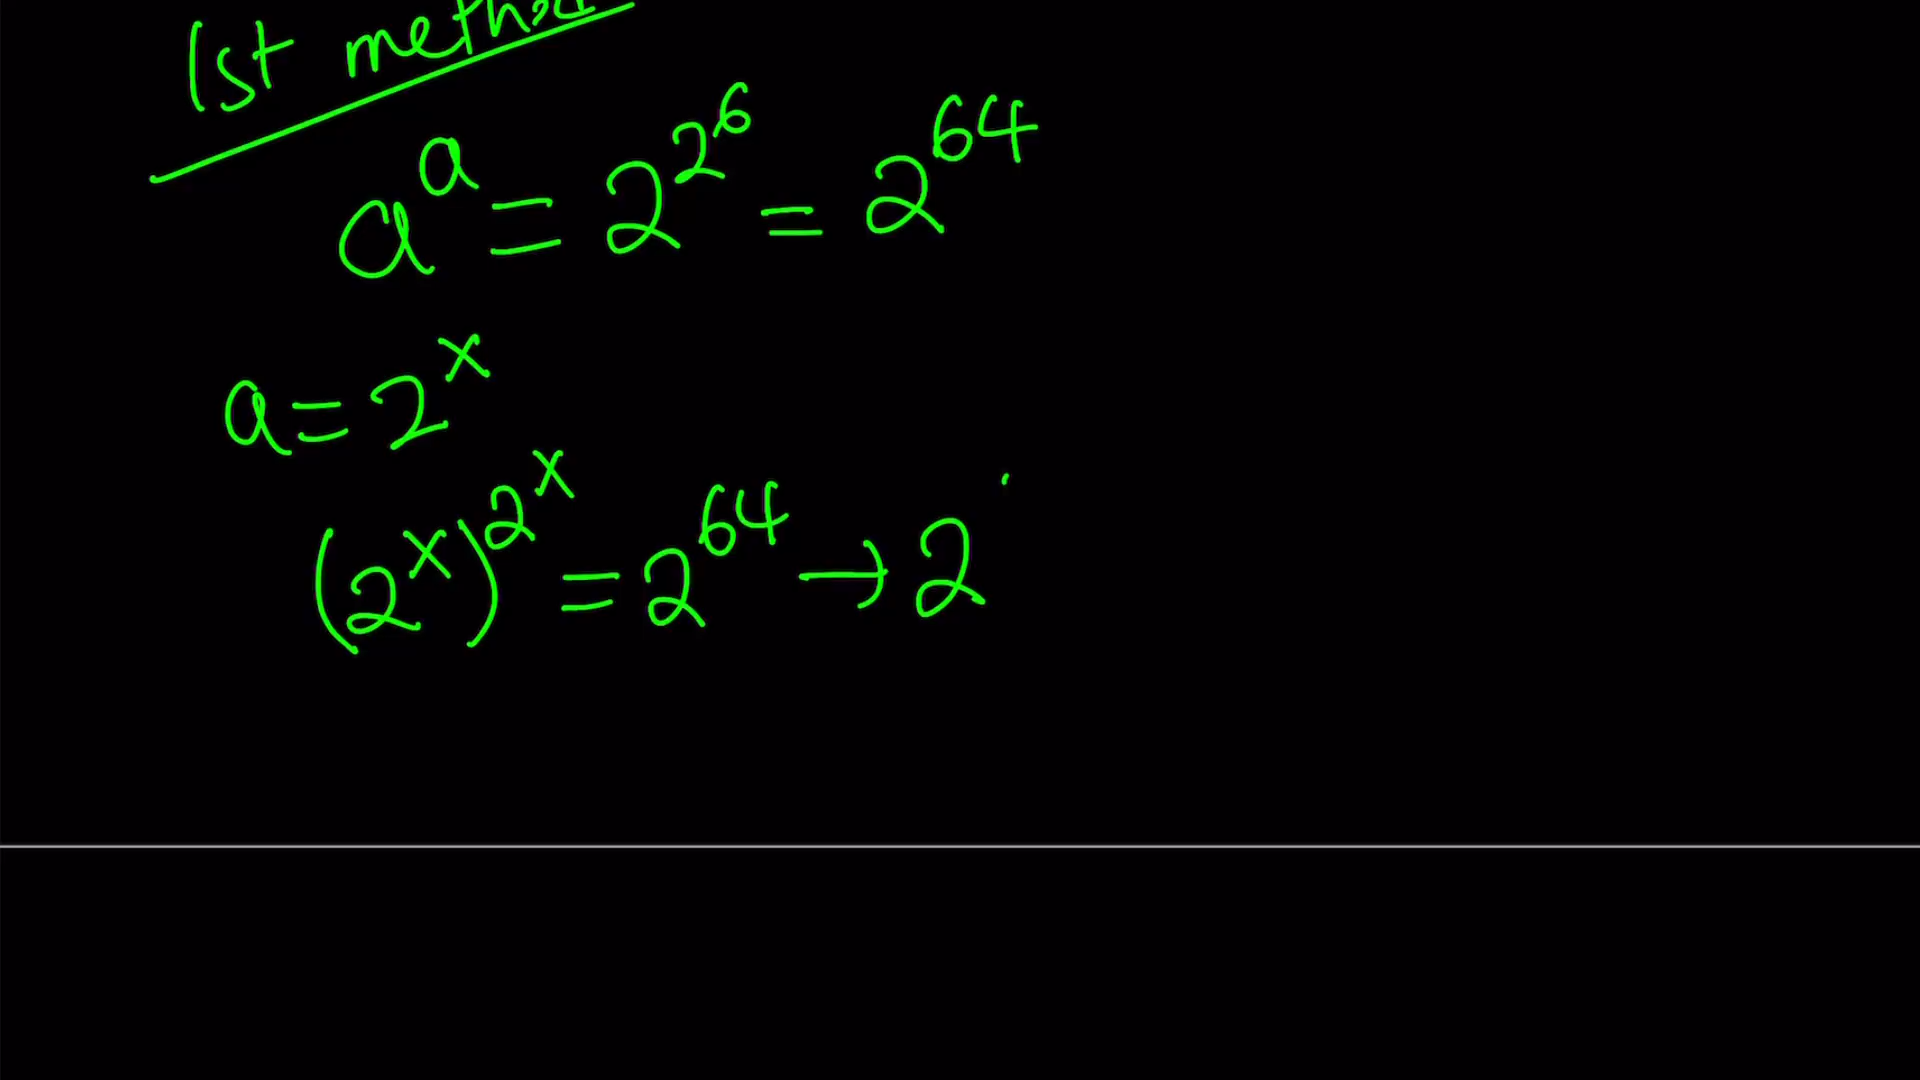 1st method
a^a = 2^2^6 = 2^64
a = 2^x
(2^x)^2^x = 2^64 → 2